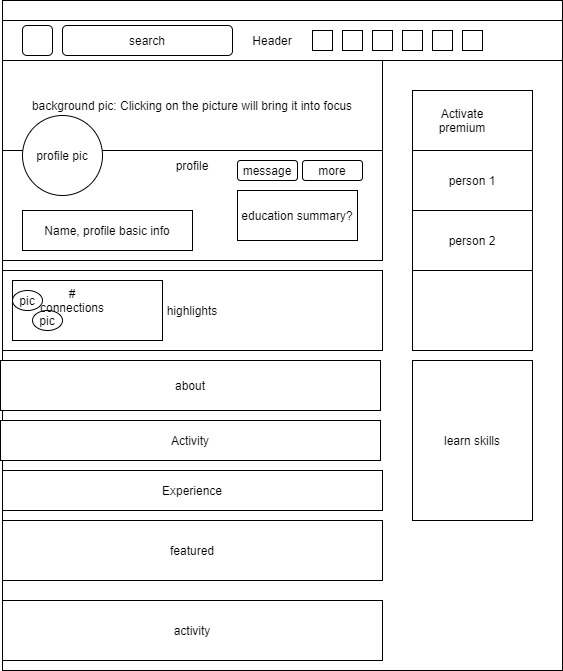 search
Header
background pic: Clicking on the picture will bring it into focus
profile pic
profile
message
more
education summary?
Name, profile basic info
Activate
premium
person 1
person 2
pic
#
connections
pic
highlights
about
Activity
learn skills
Experience
featured
activity